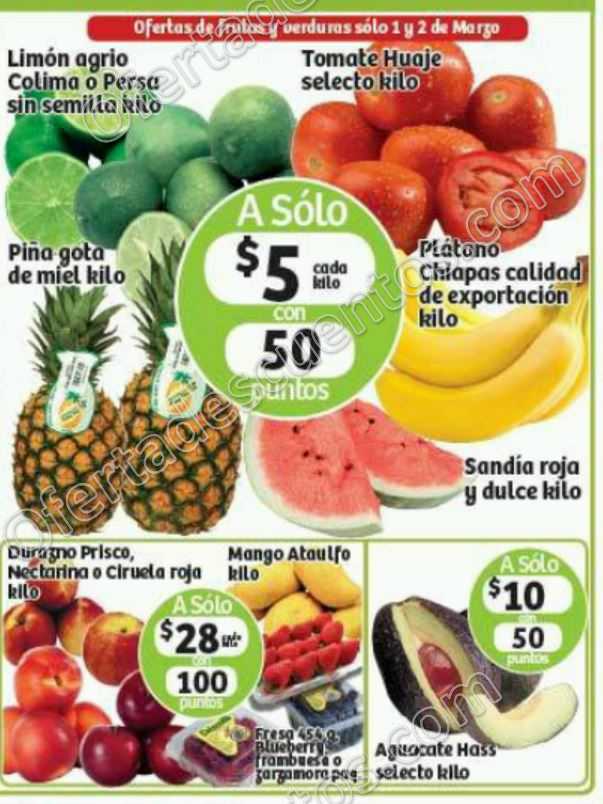 Ofertas de frutas y verduras sólo 1 y 2 de Marzo
Limón agrio
Colima o Persa
sin semilla kilo
Tomate Huaje
selecto kilo
A SÓLO
$5 cada
kilo
con
50
puntos
Piña gota
de miel kilo
Plátano
Chiapas calidad
de exportación
kilo
Sandía roja
y dulce kilo
Durazno Prisco,
Nectarina o Ciruela roja
kilo
A SÓLO
$28 cada
kilo
con
100
puntos
Mango Ataulfo
kilo
Fresa 454 g,
Blueberry,
frambuesa o
zarzamora paq.
A SÓLO
$10
con
50
puntos
Aguacate Hass
selecto kilo
Ofertadescuentos.com